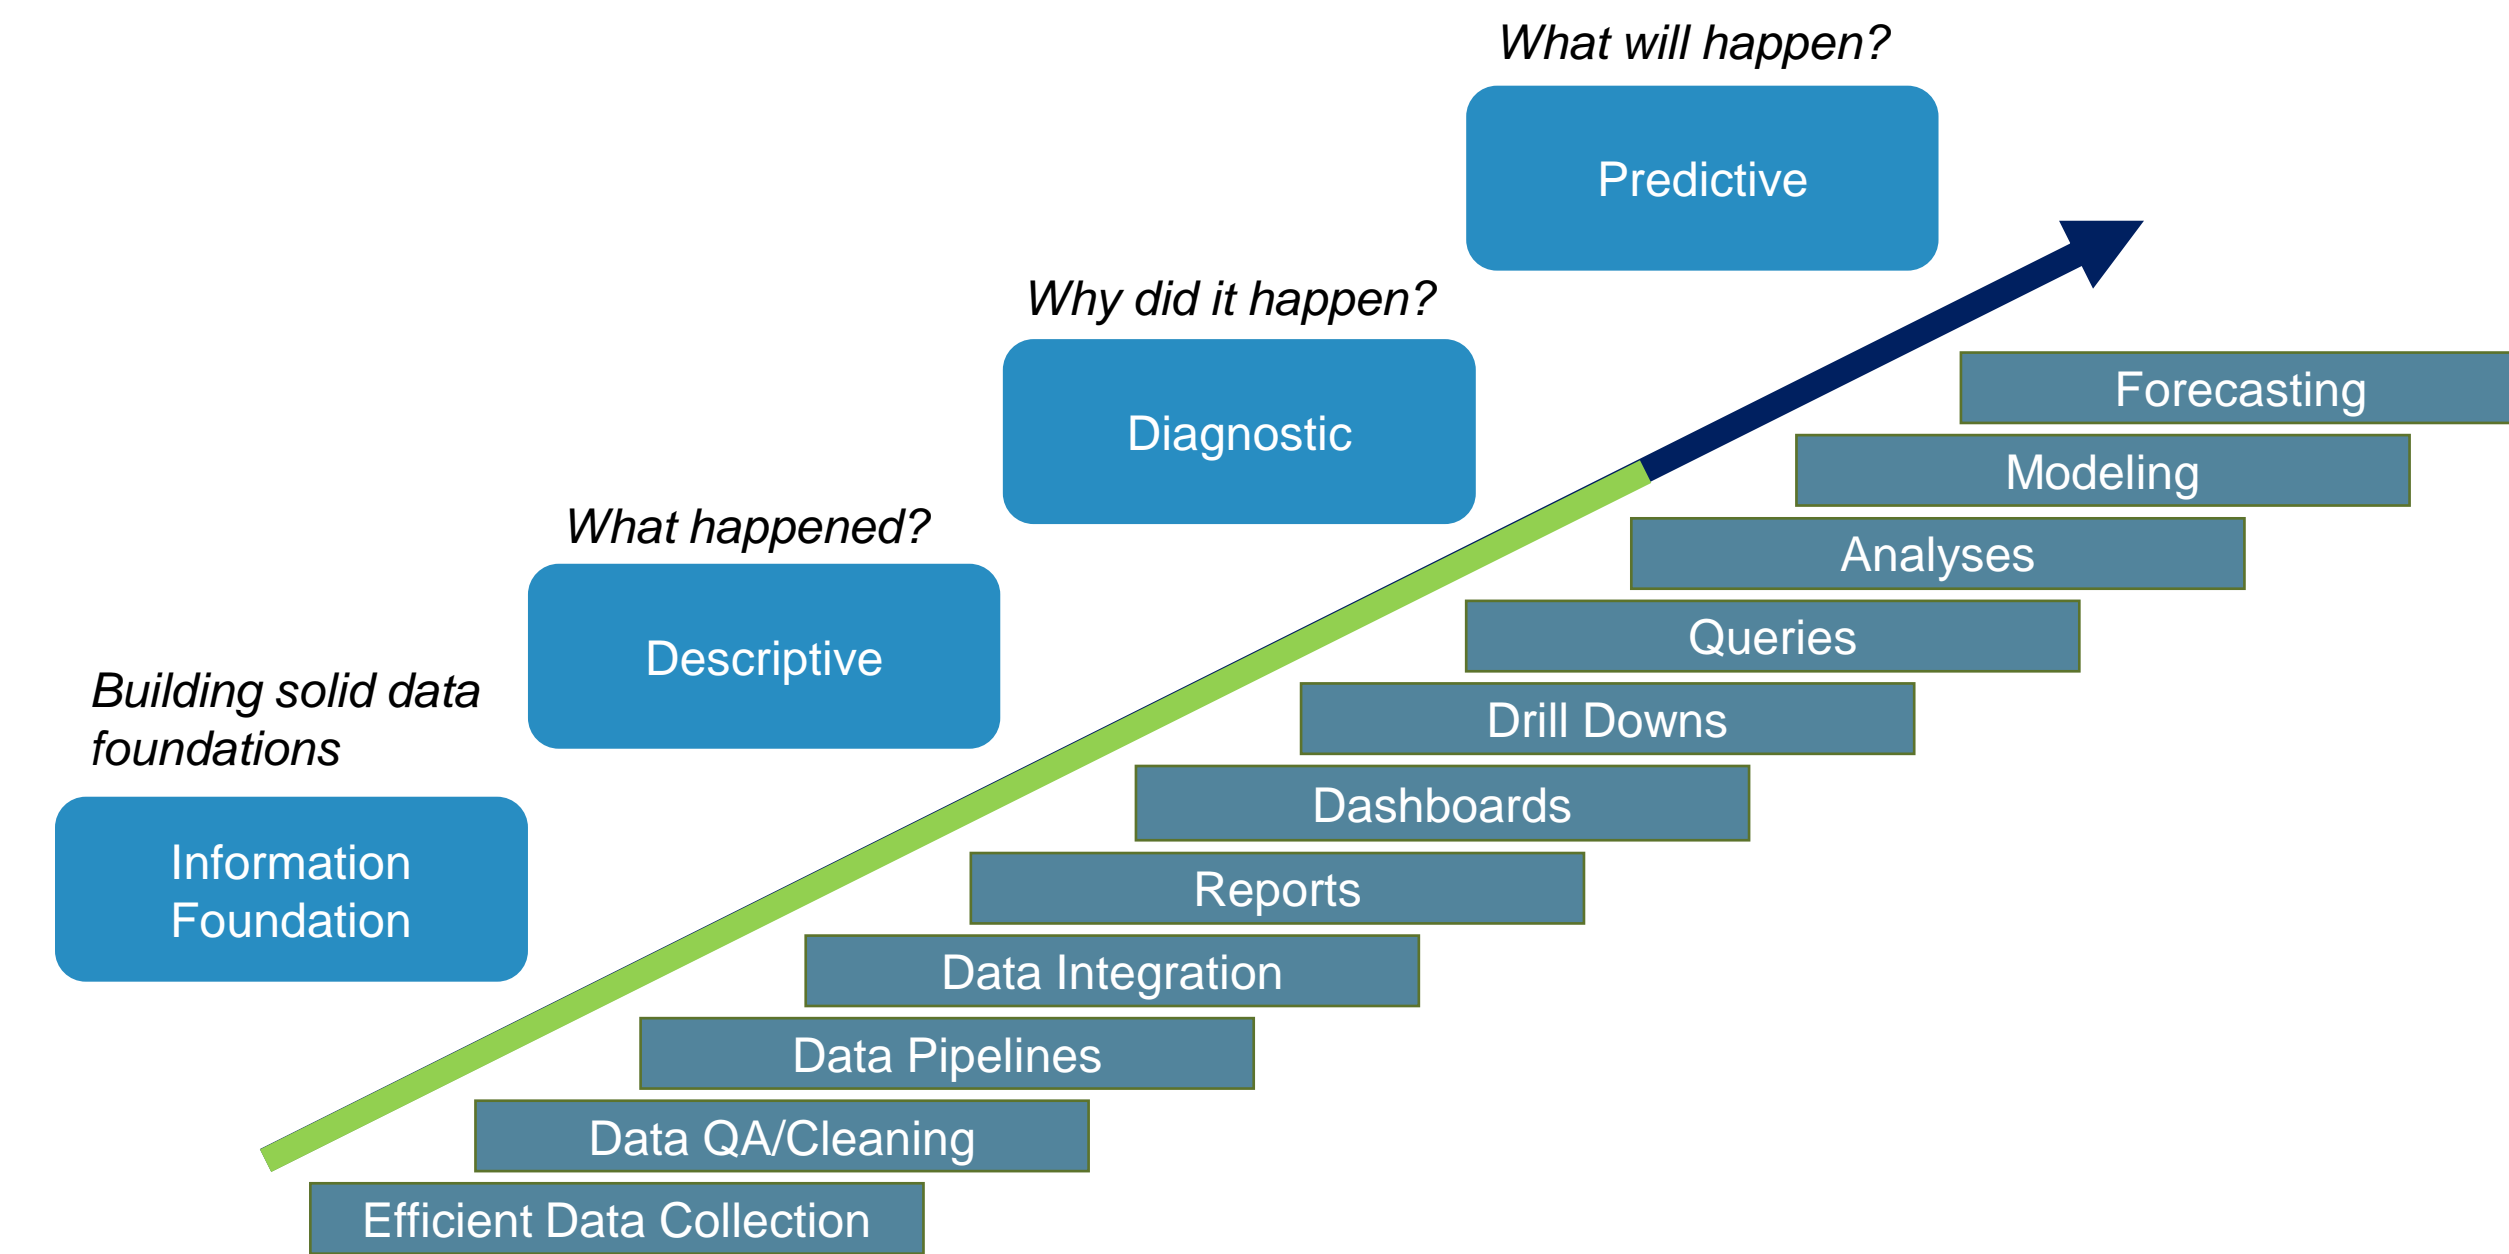 What will happen?
Predictive
Why did it happen?
Diagnostic
What happened?
Descriptive
Building solid data
foundations
Information
Foundation
Forecasting
Modeling
Analyses
Queries
Drill Downs
Dashboards
Reports
Data Integration
Data Pipelines
Data QA/Cleaning
Efficient Data Collection